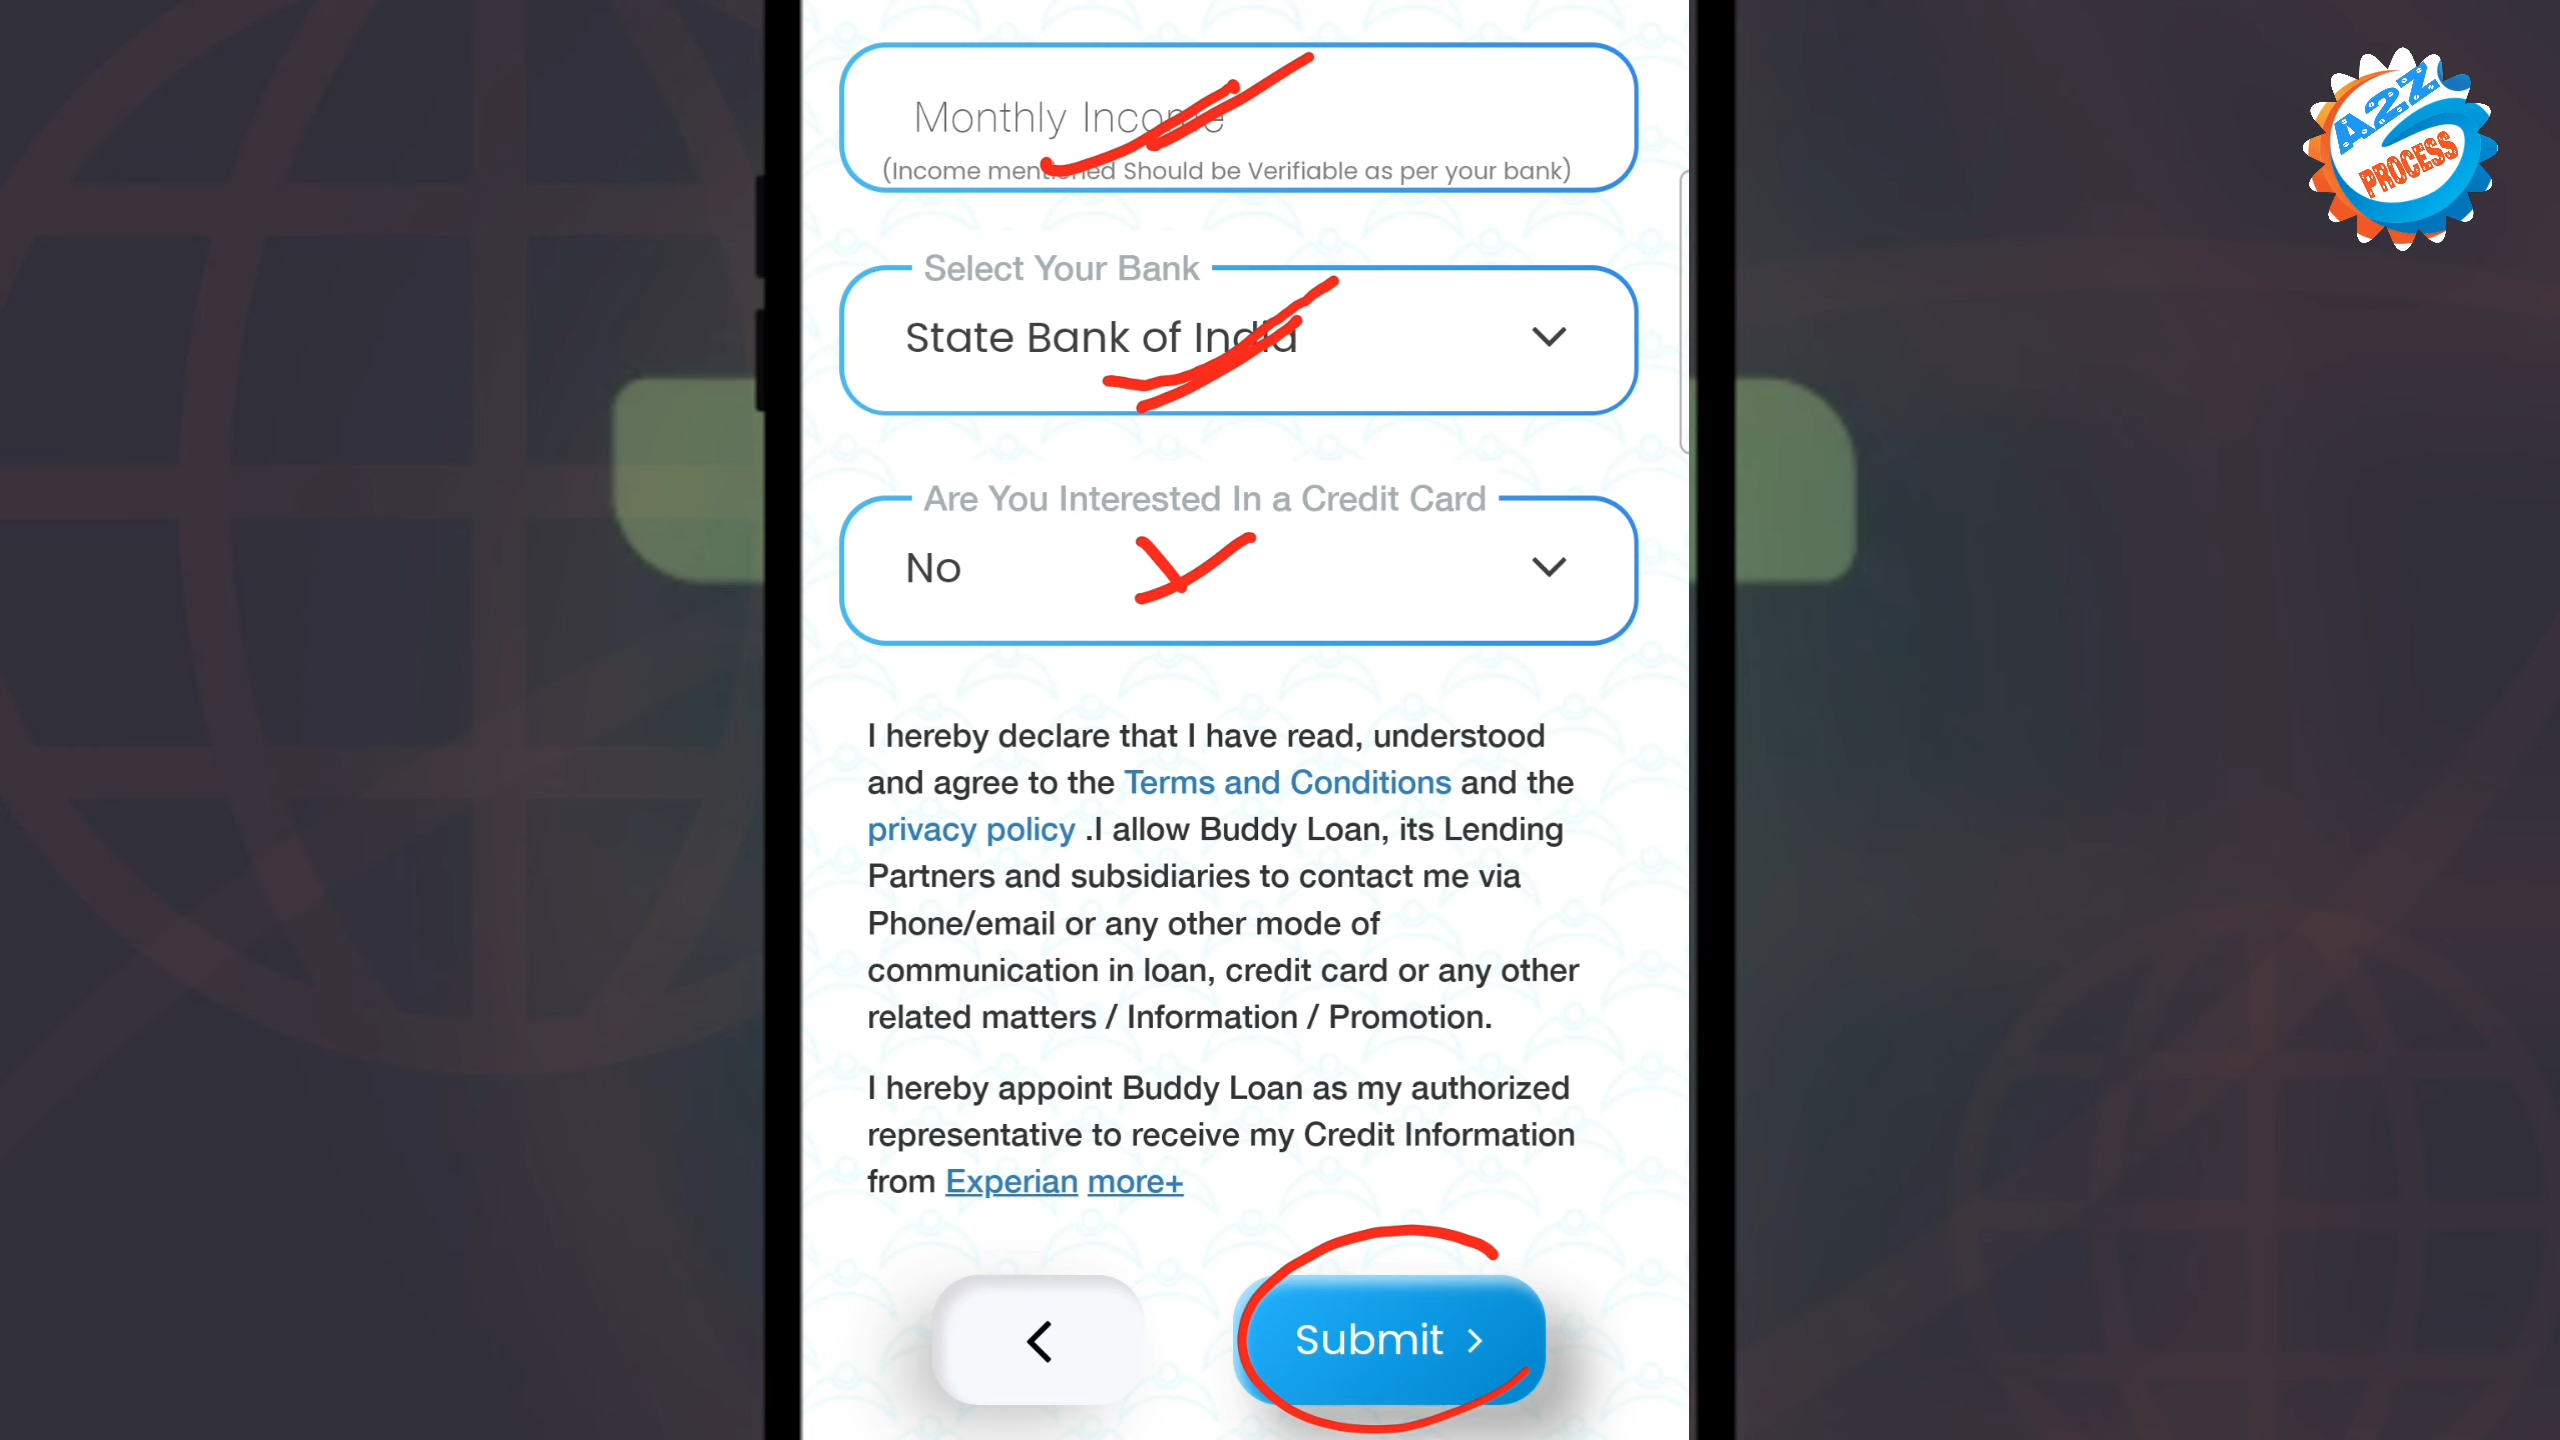 Monthly Income
(Income mentioned Should be Verifiable as per your bank)
Select Your Bank
State Bank of India
Are You Interested In a Credit Card
No
I hereby declare that I have read, understood
and agree to the Terms and Conditions and the
privacy policy .I allow Buddy Loan, its Lending
Partners and subsidiaries to contact me via
Phone/email or any other mode of
communication in loan, credit card or any other
related matters / Information / Promotion.
I hereby appoint Buddy Loan as my authorized
representative to receive my Credit Information
from Experian more+
Submit
A2Z
PROCESS